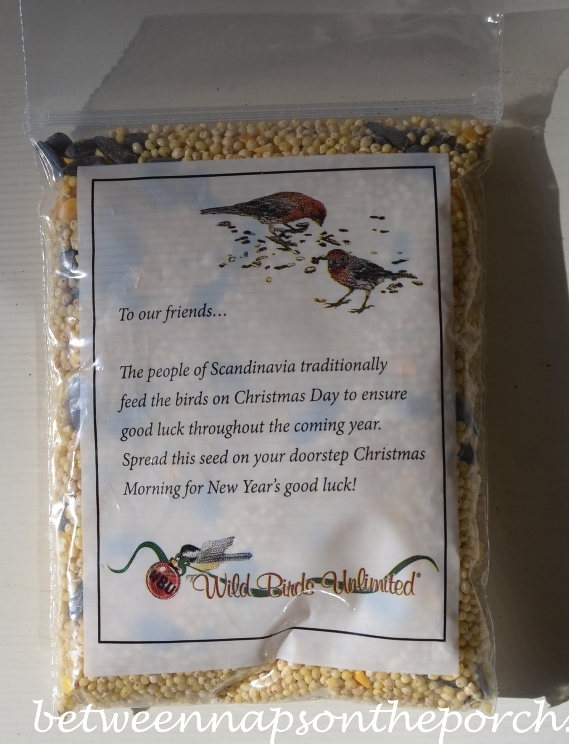 To our friends…
The people of Scandinavia traditionally
feed the birds on Christmas Day to ensure
good luck throughout the coming year.
Spread this seed on your doorstep Christmas
Morning for New Year's good luck!
WBU
Wild Birds Unlimited®
betweennapsontheporch.